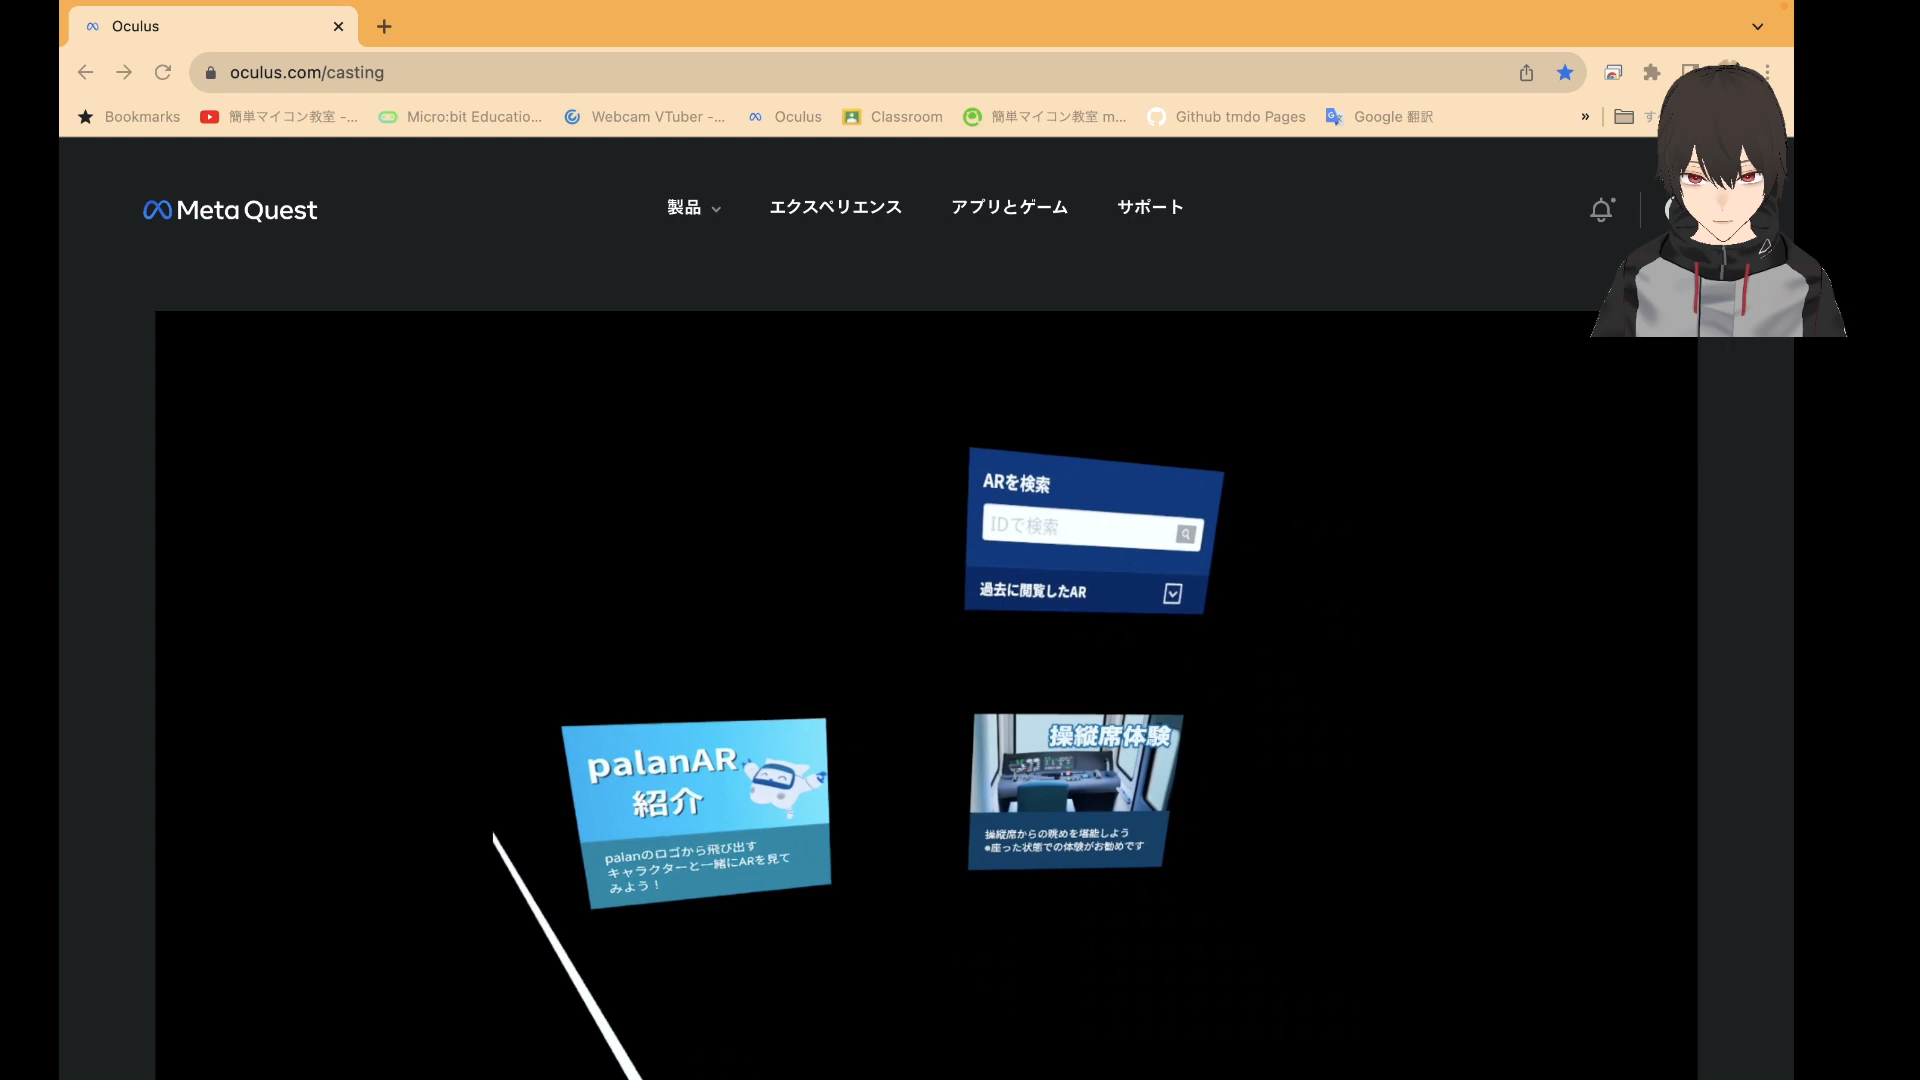 Oculus
oculus.com/casting
Bookmarks
簡単マイコン教室 -...
Micro:bit Educatio...
Webcam VTuber -...
Oculus
Classroom
簡単マイコン教室 m...
Github tmdo Pages
Google 翻訳
»
す
Meta Quest
製品
エクスペリエンス
アプリとゲーム
サポート
ARを検索
IDで検索
過去に閲覧したAR
palanAR
紹介
palanのロゴから飛び出す
キャラクターと一緒にARを見て
みよう！
操縦席体験
操縦席からの眺めを堪能しよう
●座った状態での体験がお勧めです